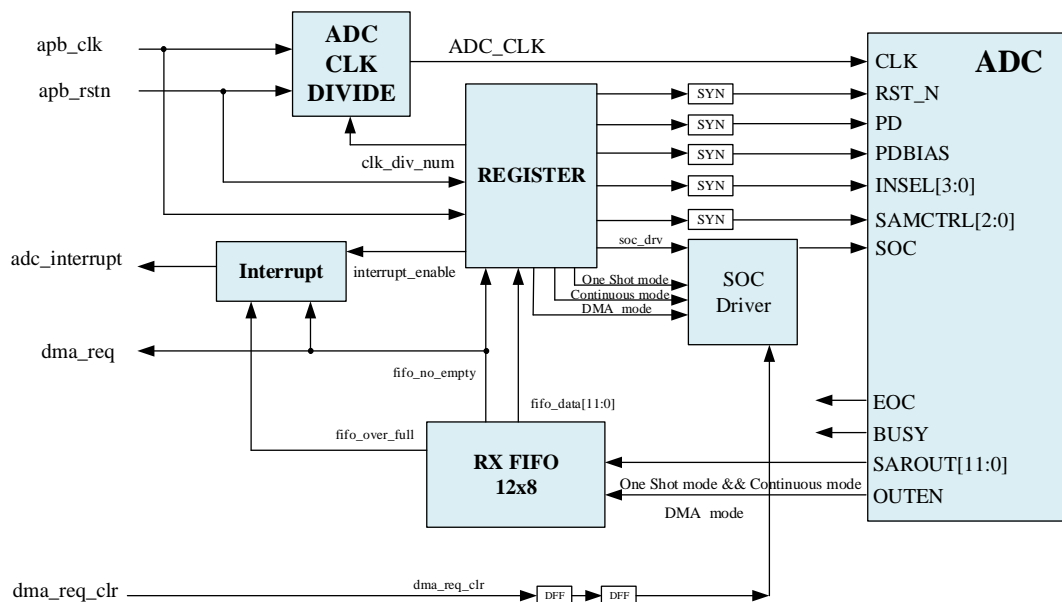 apb_clk
apb_rstn
ADC
CLK
DIVIDE
ADC_CLK
ADC
CLK
RST_N
PD
PDBIAS
INSEL[3:0]
SAMCTRL[2:0]
SOC
SYN
SYN
SYN
SYN
SYN
clk_div_num
REGISTER
soc_drv
adc_interrupt
Interrupt
interrupt_enable
One Shot mode
Continuous mode
DMA mode
SOC
Driver
dma_req
fifo_no_empty
fifo_data[11:0]
fifo_over_full
RX FIFO
12x8
EOC
BUSY
SAROUT[11:0]
OUTEN
One Shot mode && Continuous mode
DMA mode
dma_req_clr
dma_req_clr
DFF
DFF